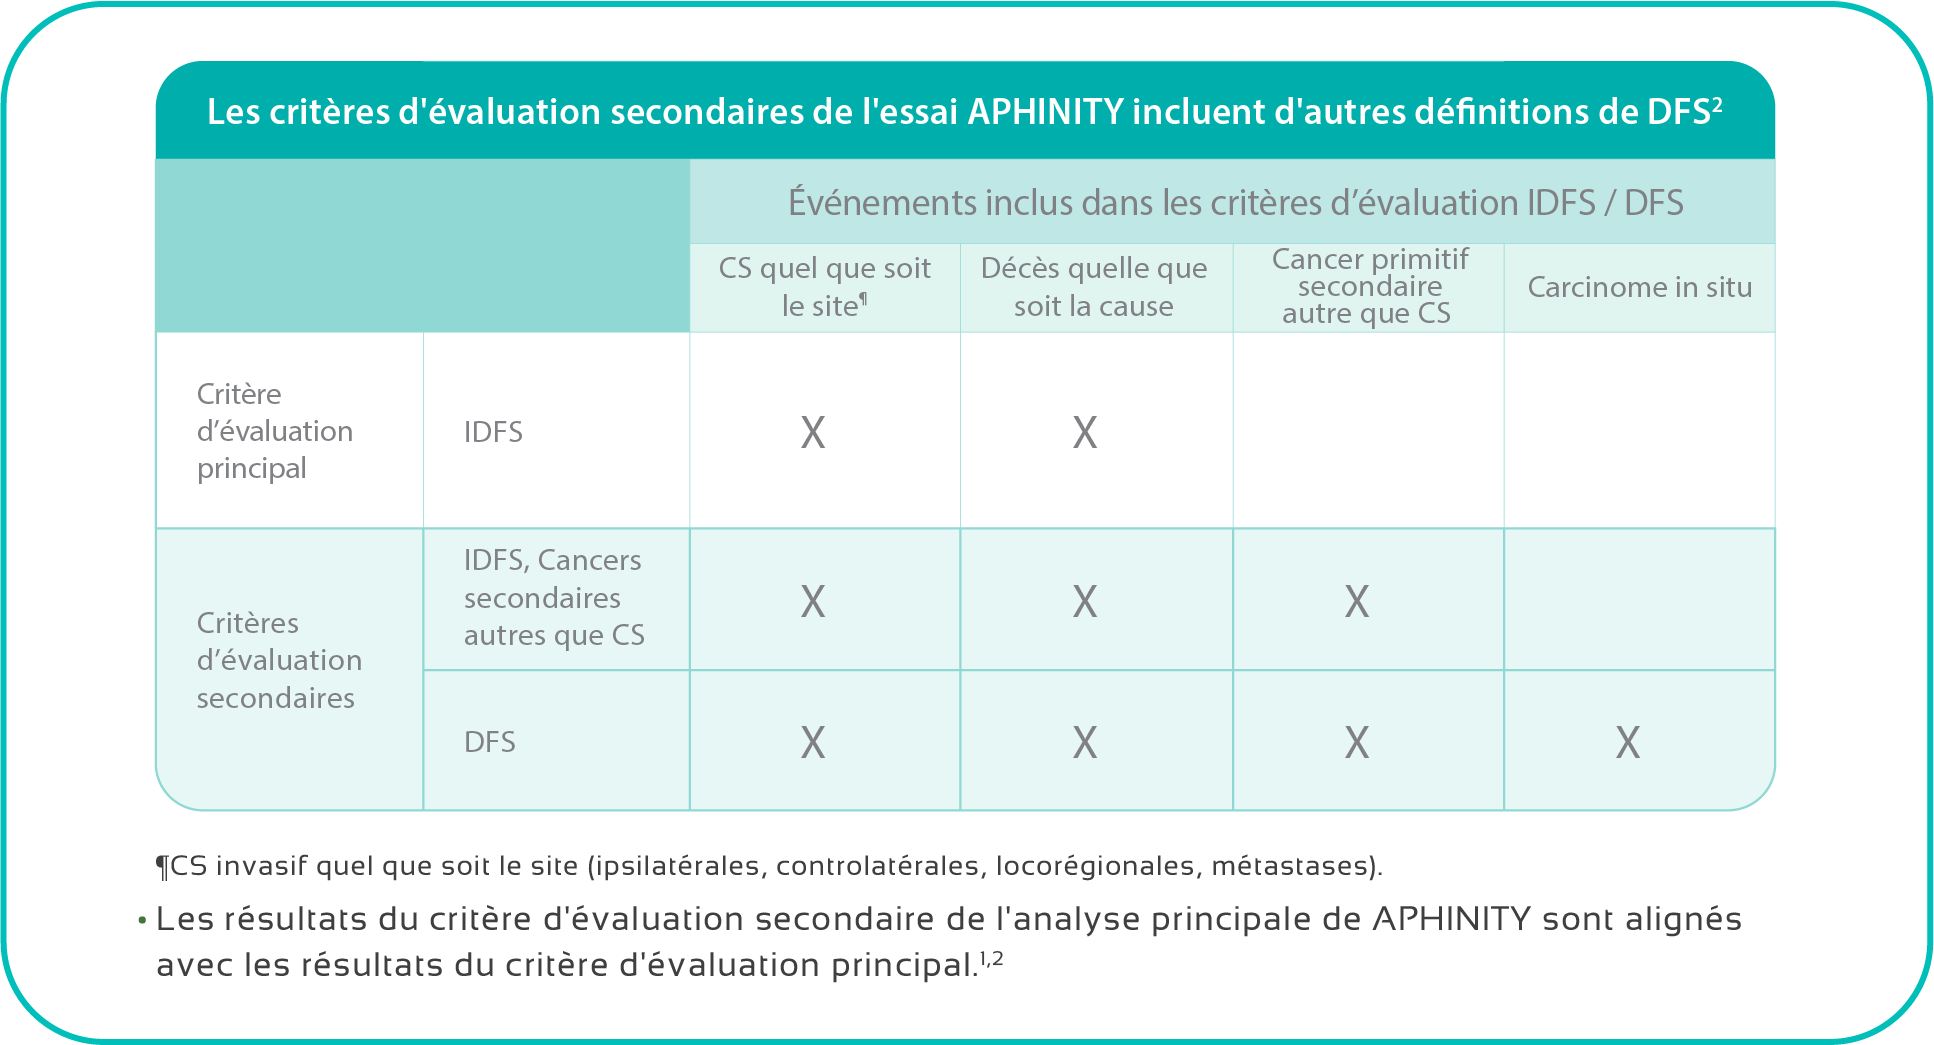 Les critères d'évaluation secondaires de l'essai APHINITY incluent d'autres définitions de DFS²
Événements inclus dans les critères d’évaluation IDFS / DFS
CS quel que soit
le site¶
Décès quelle que
soit la cause
Cancer primitif
secondaire
autre que CS
Carcinome in situ
Critère
d’évaluation
principal
IDFS
X
X
Critères
d’évaluation
secondaires
IDFS, Cancers
secondaires
autres que CS
X
X
X
DFS
X
X
X
X
¶CS invasif quel que soit le site (ipsilatérales, controlatérales, locorégionales, métastases).
• Les résultats du critère d'évaluation secondaire de l'analyse principale de APHINITY sont alignés
avec les résultats du critère d'évaluation principal.¹,²